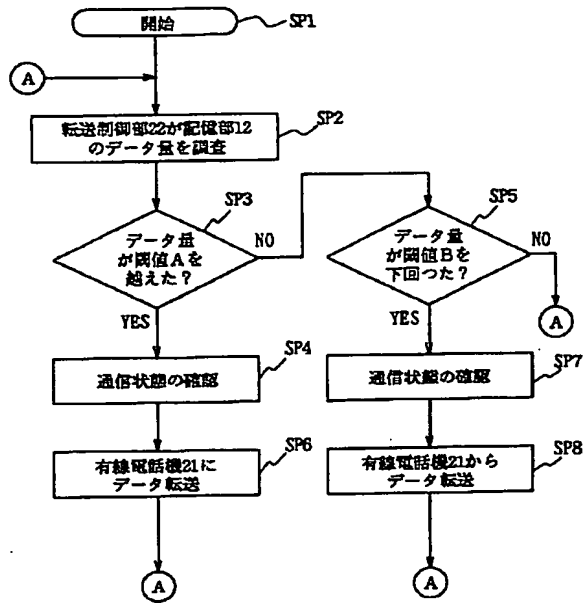 開始
SP1
A
転送制御部22が記憶部12
のデータ量を調査
SP2
SP3
データ量
が閾値Aを
越えた?
NO
YES
SP5
データ量
が閾値Bを
下回つた?
NO
A
YES
SP4
通信状態の確認
SP7
通信状態の確認
SP6
有線電話機21に
データ転送
SP8
有線電話機21から
データ転送
A
A